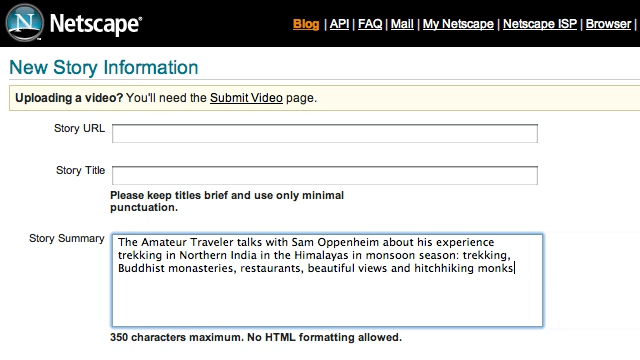 Netscape®
Blog | API | FAQ | Mail | My Netscape | Netscape ISP | Browser |
New Story Information
Uploading a video? You'll need the Submit Video page.
Story URL
Story Title
Please keep titles brief and use only minimal
punctuation.
Story Summary
The Amateur Traveler talks with Sam Oppenheim about his experience
trekking in Northern India in the Himalayas in monsoon season: trekking,
Buddhist monasteries, restaurants, beautiful views and hitchhiking monks
350 characters maximum. No HTML formatting allowed.